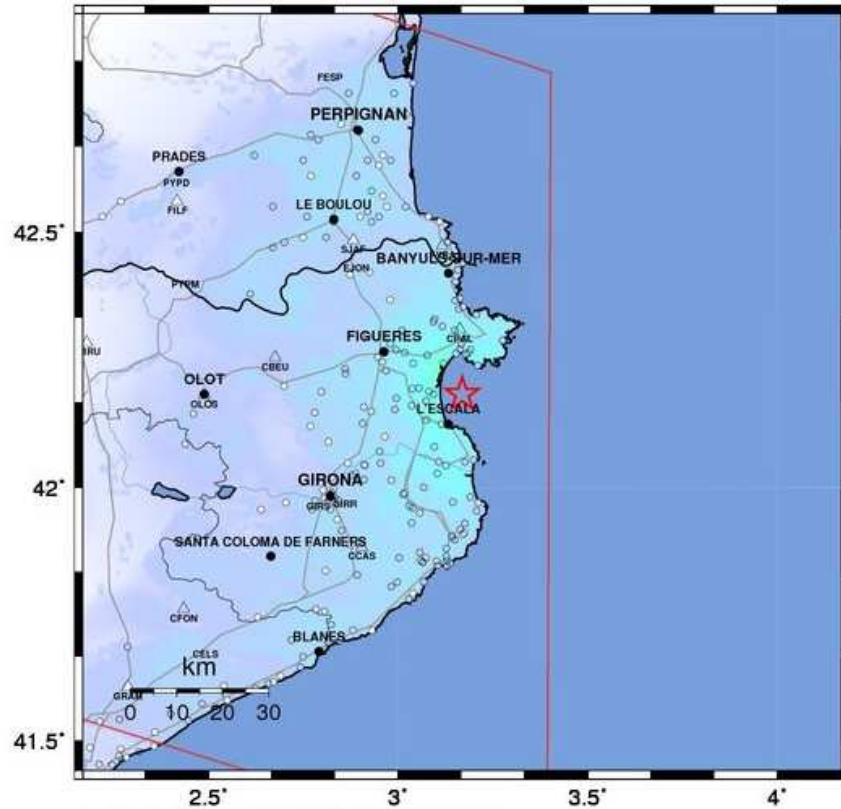 FESP
PERPIGNAN
PRADES
PYPD
FILF
LE BOULOU
42.5°
SJAF
BANYULS-SUR-MER
EJON
PYPM
FIGUERES
CPAL
CBEU
OLOT
OLOS
L'ESCALA
42°
GIRONA
GIRS
GIRR
SANTA COLOMA DE FARNERS
CCAS
CFON
BLANES
CELS
km
GRAM
0 10 20 30
41.5°
2.5° 3° 3.5° 4°